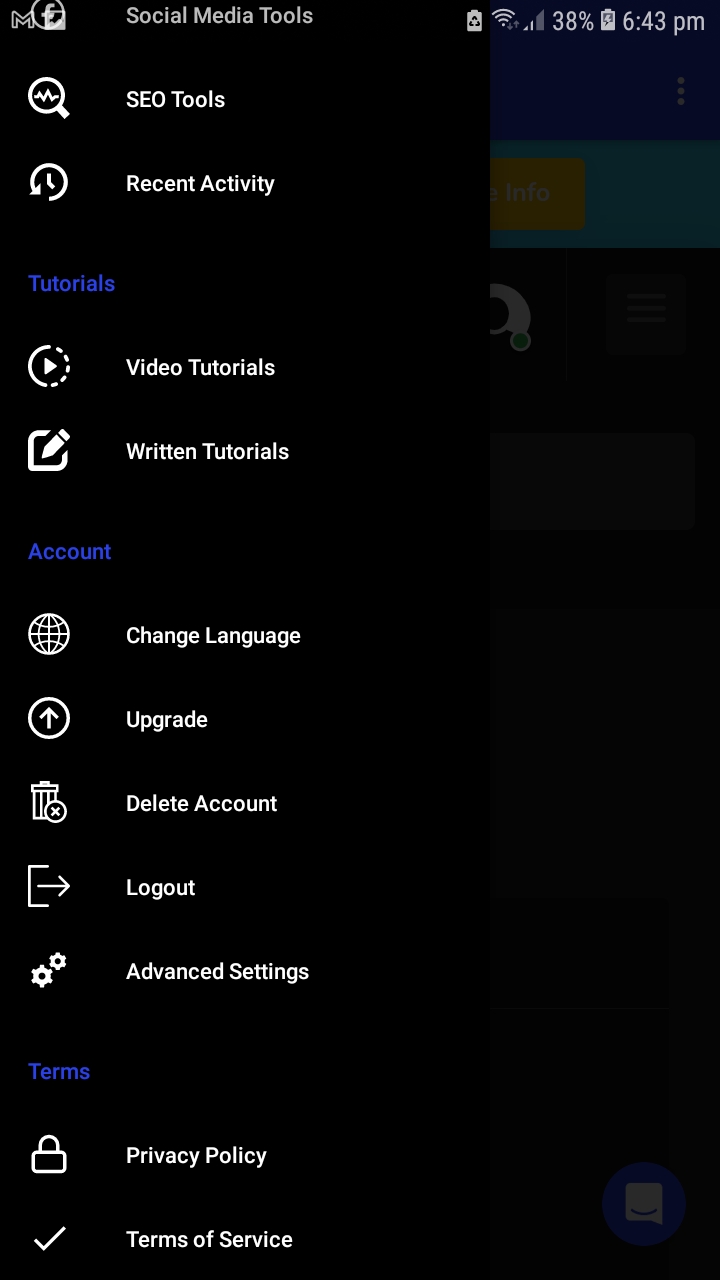 Social Media Tools
38% 6:43 pm
SEO Tools
Recent Activity
Info
Tutorials
Video Tutorials
Written Tutorials
Account
Change Language
Upgrade
Delete Account
Logout
Advanced Settings
Terms
Privacy Policy
Terms of Service